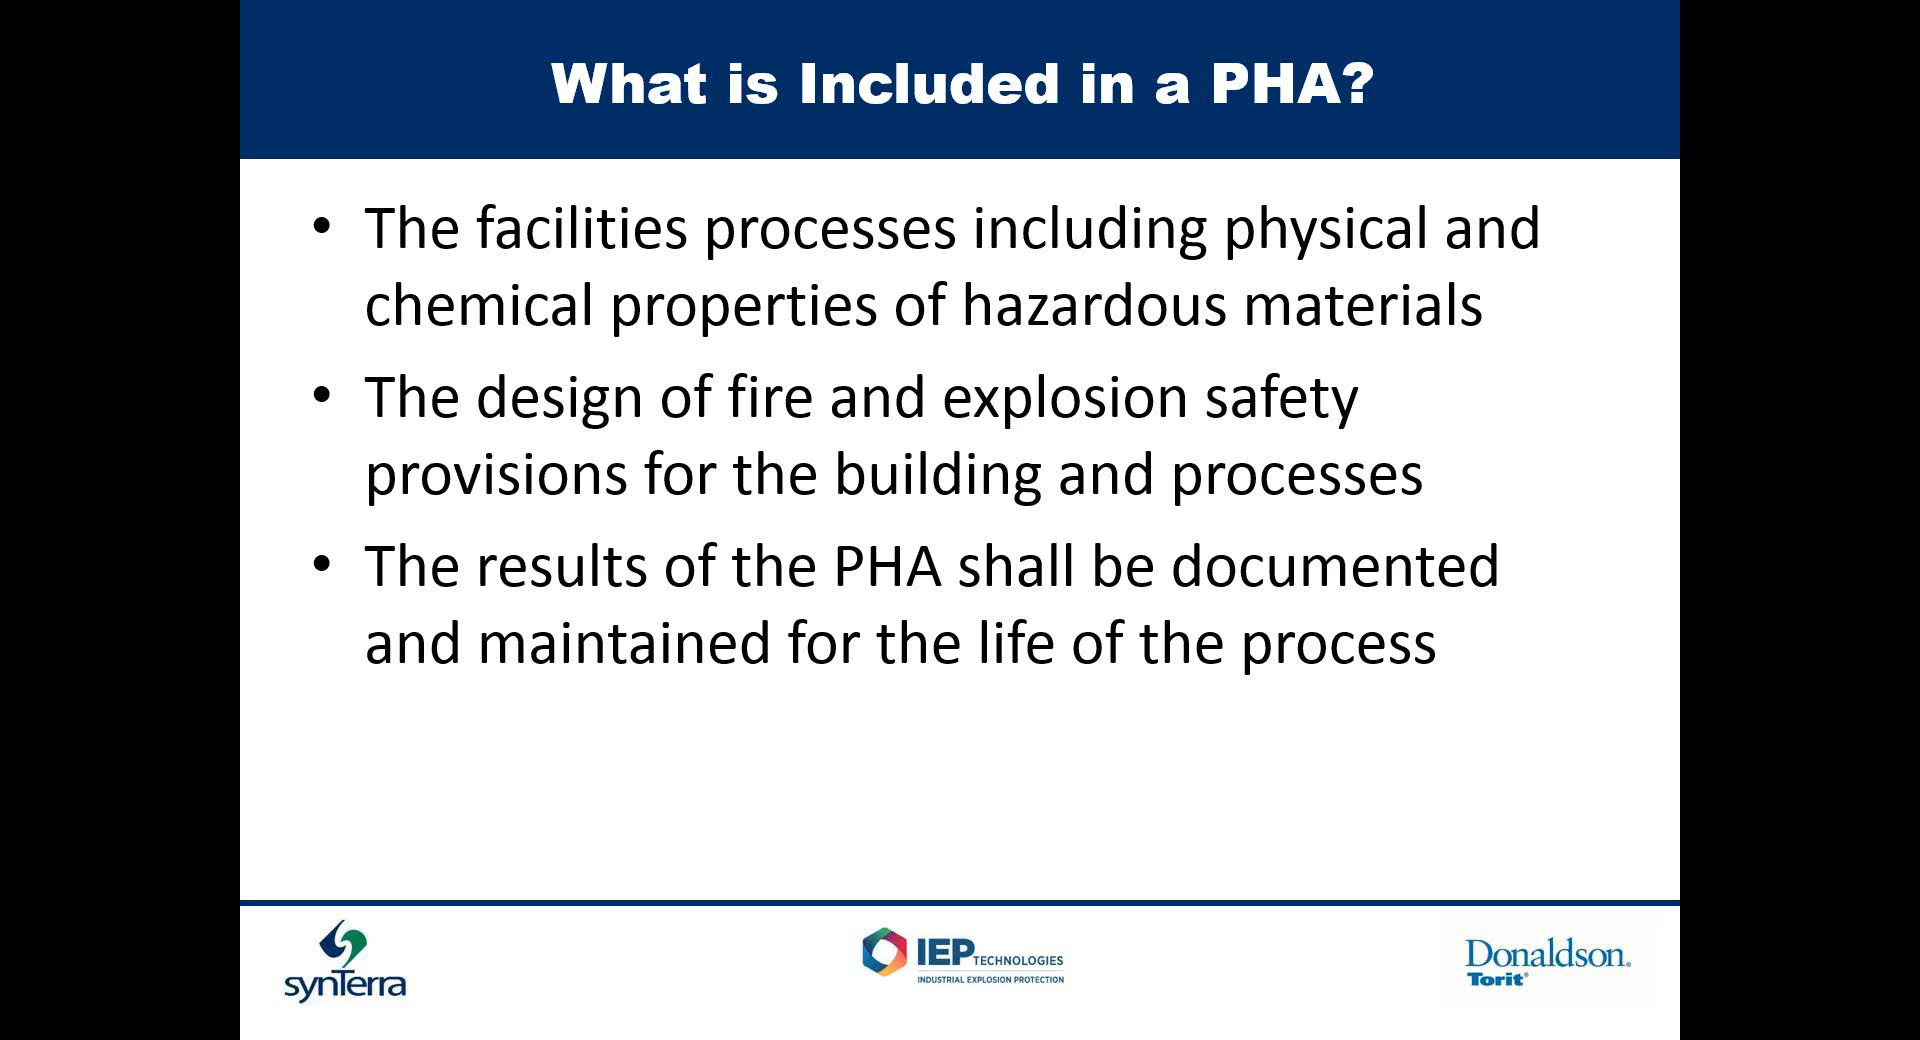 What is Included in a PHA?
• The facilities processes including physical and
chemical properties of hazardous materials
• The design of fire and explosion safety
provisions for the building and processes
• The results of the PHA shall be documented
and maintained for the life of the process
synTerra
IEP TECHNOLOGIES
INDUSTRIAL EXPLOSION PROTECTION
Donaldson®
Torit®